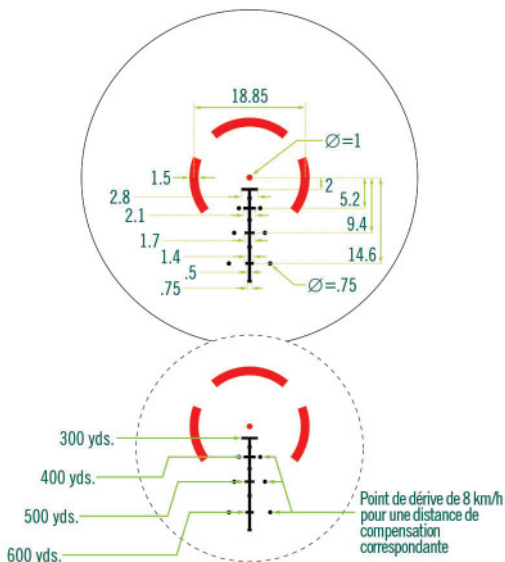 18.85
∅=1
1.5
2
2.8
5.2
2.1
9.4
1.7
14.6
1.4
.5
∅=.75
.75
300 yds.
400 yds.
500 yds.
600 yds.
Point de dérive de 8 km/h
pour une distance de
compensation
correspondante